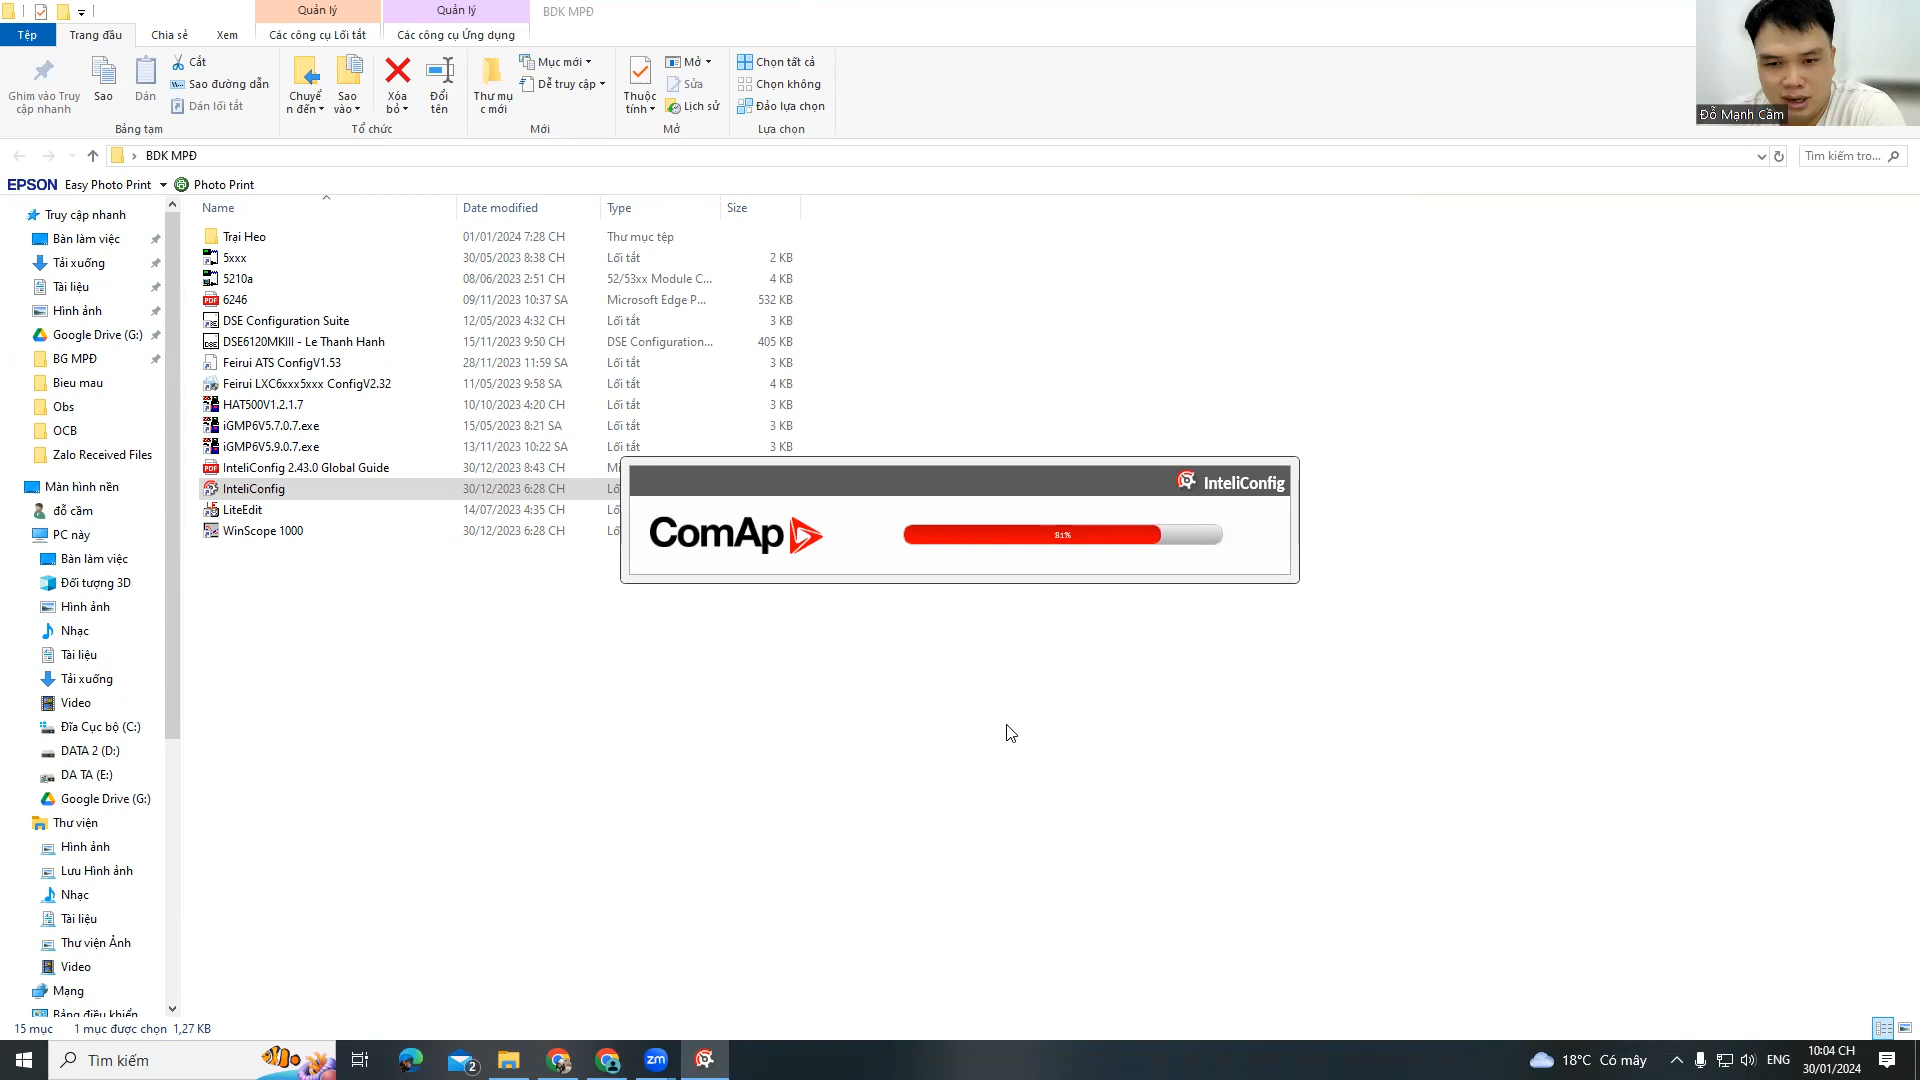 Quản lý
Quản lý
BDK MPĐ
Tệp
Trang đầu
Chia sẻ
Xem
Các công cụ Lối tắt
Các công cụ Ứng dụng
Ghim vào Truy cập nhanh
Sao
Dán
Cắt
Sao đường dẫn
Dán lối tắt
Bảng tạm
Chuyể n đến
Sao vào
Xóa bỏ
Đổi tên
Tổ chức
Thư mụ c mới
Mục mới
Dễ truy cập
Mới
Thuộc tính
Mở
Sửa
Lịch sử
Mở
Chọn tất cả
Chọn không
Đảo lựa chọn
Lựa chọn
Đỗ Mạnh Cầm
BDK MPĐ
Tìm kiếm tro...
EPSON Easy Photo Print Photo Print
Name Date modified Type Size
Trại Heo 01/01/2024 7:28 CH Thư mục tệp
5xxx 30/05/2023 8:38 CH Lối tắt 2 KB
5210a 08/06/2023 2:51 CH 52/53xx Module C... 4 KB
6246 09/11/2023 10:37 SA Microsoft Edge P... 532 KB
DSE Configuration Suite 12/05/2023 4:32 CH Lối tắt 3 KB
DSE6120MKIII - Le Thanh Hanh 15/11/2023 9:50 CH DSE Configuration... 405 KB
Feirui ATS ConfigV1.53 28/11/2023 11:59 SA Lối tắt 3 KB
Feirui LXC6xxx5xxx ConfigV2.32 11/05/2023 9:58 SA Lối tắt 4 KB
HAT500V1.2.1.7 10/10/2023 4:20 CH Lối tắt 3 KB
iGMP6V5.7.0.7.exe 15/05/2023 8:21 SA Lối tắt 3 KB
iGMP6V5.9.0.7.exe 13/11/2023 10:22 SA Lối tắt 3 KB
InteliConfig 2.43.0 Global Guide 30/12/2023 8:43 CH Mi
InteliConfig 30/12/2023 6:28 CH Lố
LiteEdit 14/07/2023 4:35 CH Lố
WinScope 1000 30/12/2023 6:28 CH Lố
InteliConfig
ComAp
81%
Truy cập nhanh
Bàn làm việc
Tải xuống
Tài liệu
Hình ảnh
Google Drive (G:)
BG MPĐ
Bieu mau
Obs
OCB
Zalo Received Files
Màn hình nền
đỗ cầm
PC này
Bàn làm việc
Đối tượng 3D
Hình ảnh
Nhạc
Tài liệu
Tải xuống
Video
Đĩa Cục bộ (C:)
DATA 2 (D:)
DA TA (E:)
Google Drive (G:)
Thư viện
Hình ảnh
Lưu Hình ảnh
Nhạc
Tài liệu
Thư viện Ảnh
Video
Mạng
Bảng điều khiển
15 mục 1 mục được chọn 1,27 KB
Tìm kiếm
2
zm
18°C Có mây
ENG
10:04 CH
30/01/2024